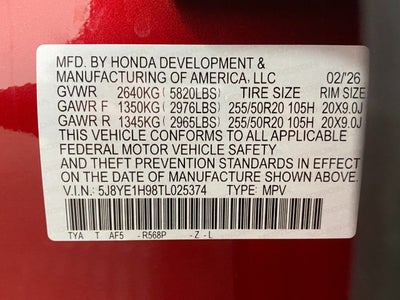 MFD. BY HONDA DEVELOPMENT &
MANUFACTURING OF AMERICA, LLC 02/'26
GVWR 2640KG (5820LBS) TIRE SIZE RIM SIZE
GAWR F 1350KG (2976LBS) 255/50R20 105H 20X9.0J
GAWR R 1345KG (2965LBS) 255/50R20 105H 20X9.0J
THIS VEHICLE CONFORMS TO ALL APPLICABLE
FEDERAL MOTOR VEHICLE SAFETY
AND THEFT PREVENTION STANDARDS IN EFFECT
ON THE DATE OF MANUFACTURE SHOWN ABOVE.
V.I.N.: 5J8YE1H98TL025374 TYPE: MPV
TYA T AF5 - R568P - Z - L